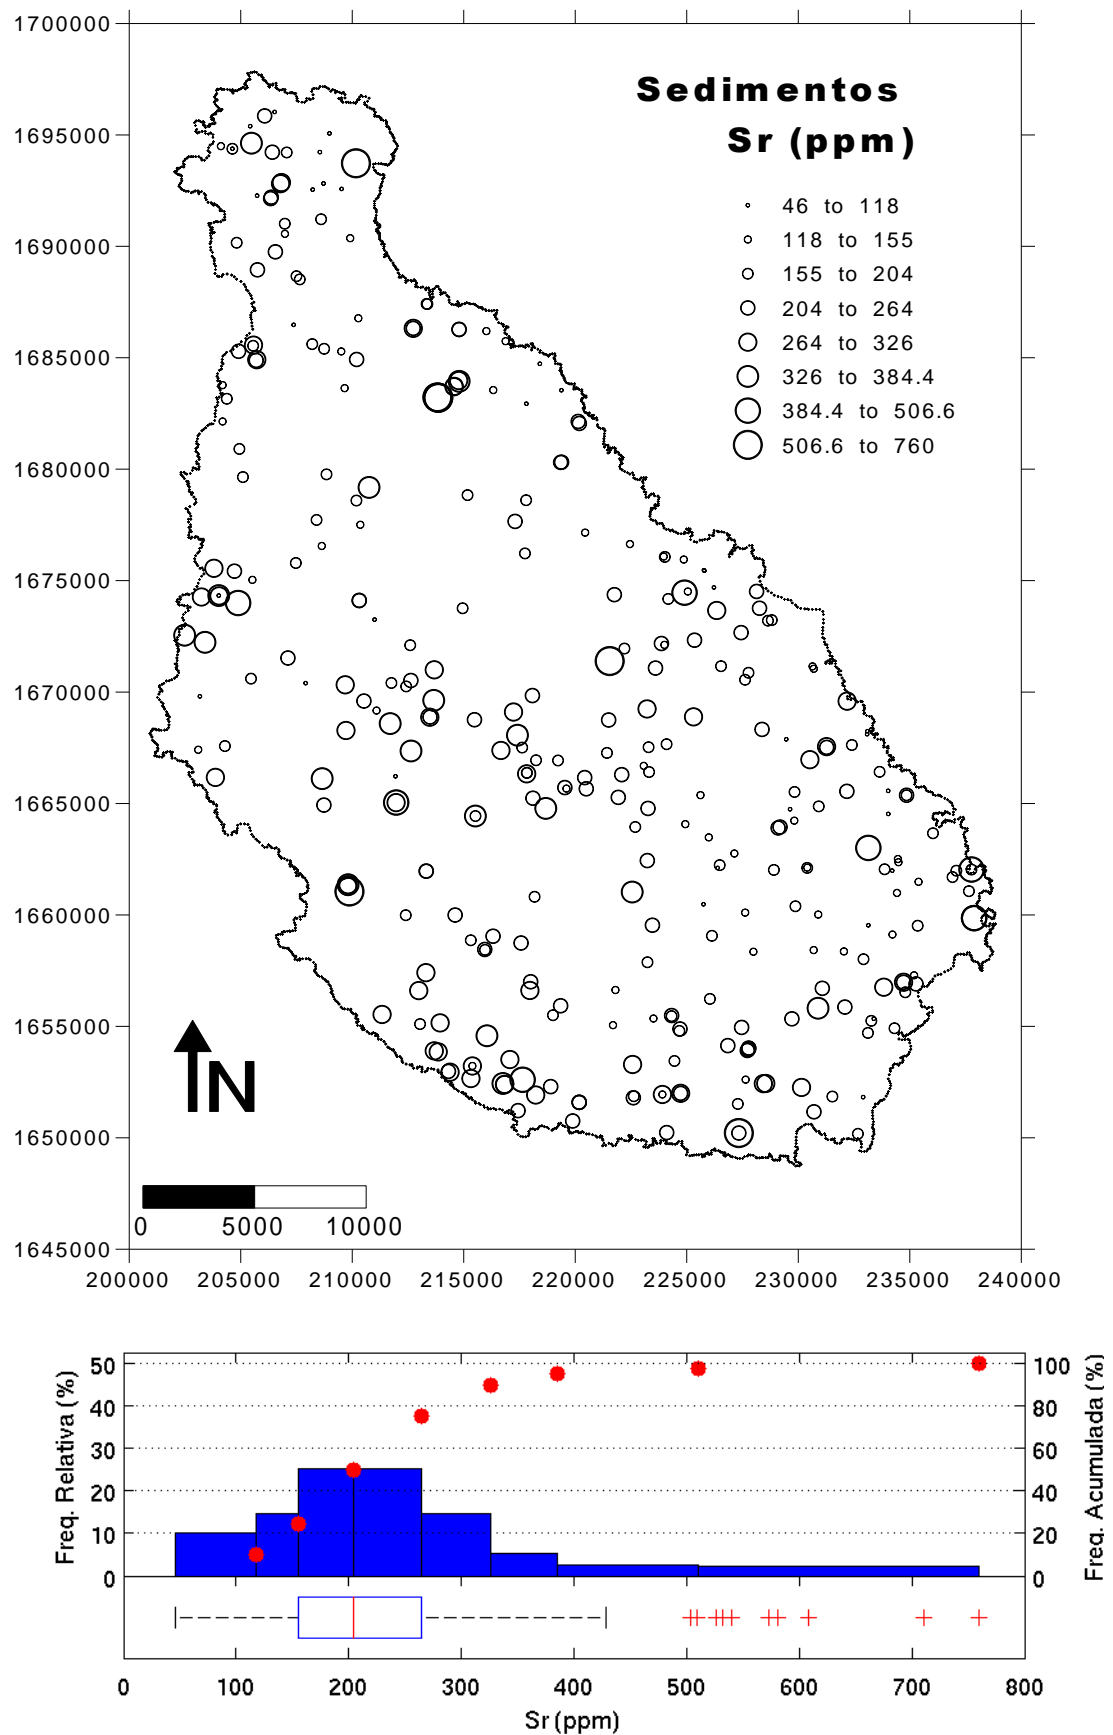 1700000
Sedimentos
Sr (ppm)
1695000
46 to 118
118 to 155
1690000
155 to 204
204 to 264
1685000
264 to 326
326 to 384.4
384.4 to 506.6
506.6 to 760
1680000
1675000
1670000
1665000
1660000
1655000
N
1650000
0 5000 10000
1645000
200000 205000 210000 215000 220000 225000 230000 235000 240000
Freq. Relativa (%)
50
40
30
20
10
0
100
80
60
40
20
0
Freq. Acumulada (%)
0 100 200 300 400 500 600 700 800
Sr (ppm)